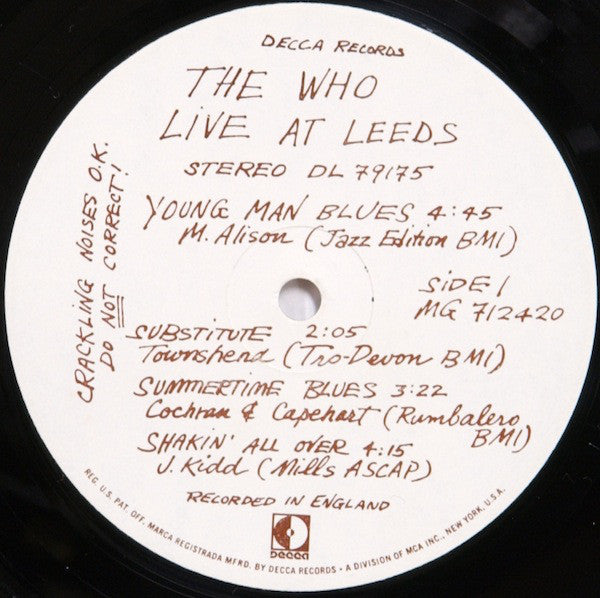 DECCA RECORDS
THE WHO
LIVE AT LEEDS
STEREO DL 79175
CRACKLING NOISES O.K.
DO NOT CORRECT!
YOUNG MAN BLUES 4:45
M. Alison (Jazz Edition BMI)
SIDE 1
MG 712420
SUBSTITUTE 2:05
Townshend (Tro-Devon BMI)
SUMMERTIME BLUES 3:22
Cochran & Capehart (Rumbalero
BMI)
SHAKIN' ALL OVER 4:15
J. Kidd (Mills ASCAP)
RECORDED IN ENGLAND
DECCA
REG. U.S. PAT. OFF. MARCA REGISTRADA MFRD. BY DECCA RECORDS • A DIVISION OF MCA INC., NEW YORK, U.S.A.